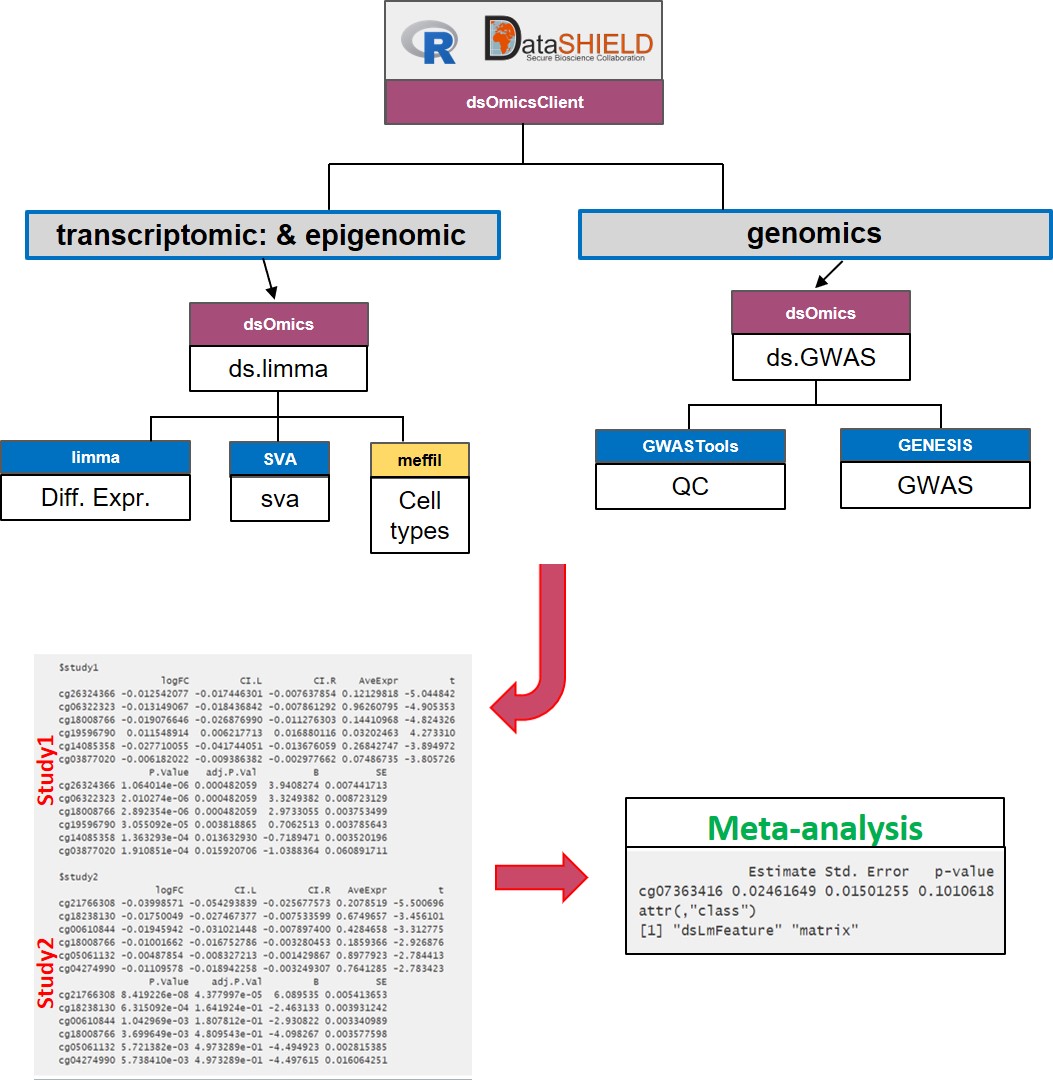 R DataSHIELD
Secure Bioscience Collaboration
dsOmicsClient
transcriptomic: & epigenomic
genomics
dsOmics
ds.limma
dsOmics
ds.GWAS
limma
Diff. Expr.
SVA
sva
meffil
Cell
types
GWASTools
QC
GENESIS
GWAS
Study1
$study1
logFC CI.L CI.R AveExpr t
cg26324366 -0.012542077 -0.017446301 -0.007637854 0.12129818 -5.044842
cg06322323 -0.013149067 -0.018436842 -0.007861292 0.96260795 -4.905353
cg18008766 -0.019076646 -0.026876990 -0.011276303 0.14410968 -4.824326
cg19596790 0.011548914 0.006217713 0.016880116 0.03202463 4.273310
cg14085358 -0.027710055 -0.041744051 -0.013676059 0.26842747 -3.894972
cg03877020 -0.006182022 -0.009386382 -0.002977662 0.07486735 -3.805726
P.Value adj.P.Val B SE
cg26324366 1.064014e-06 0.000482059 3.9408274 0.007441713
cg06322323 2.010274e-06 0.000482059 3.3249382 0.008723129
cg18008766 2.892354e-06 0.000482059 2.9733055 0.003753499
cg19596790 3.055092e-05 0.003818865 0.7062513 0.003785643
cg14085358 1.363293e-04 0.013632930 -0.7189471 0.003520196
cg03877020 1.910851e-04 0.015920706 -1.0388364 0.060891711
Study2
$study2
logFC CI.L CI.R AveExpr t
cg21766308 -0.03998571 -0.054293839 -0.025677573 0.2078519 -5.500696
cg18238130 -0.01750049 -0.027467377 -0.007533599 0.6749657 -3.456101
cg00610844 -0.01945942 -0.031021448 -0.007897400 0.4284658 -3.312775
cg18008766 -0.01001662 -0.016752786 -0.003280453 0.1859366 -2.926876
cg05061132 -0.00487854 -0.008327213 -0.001429867 0.8977923 -2.784413
cg04274990 -0.01109578 -0.018942258 -0.003249307 0.7641285 -2.783423
P.Value adj.P.Val B SE
cg21766308 8.419226e-08 4.377997e-05 6.089535 0.005413653
cg18238130 6.315092e-04 1.641924e-01 -2.463133 0.003931242
cg00610844 1.042969e-03 1.807812e-01 -2.930822 0.003340989
cg18008766 3.699649e-03 4.809543e-01 -4.098267 0.003577598
cg05061132 5.721382e-03 4.973289e-01 -4.494923 0.002815385
cg04274990 5.738410e-03 4.973289e-01 -4.497615 0.016064251
Meta-analysis
Estimate Std. Error p-value
cg07363416 0.02461649 0.01501255 0.1010618
attr(,"class")
[1] "dsLmFeature" "matrix"